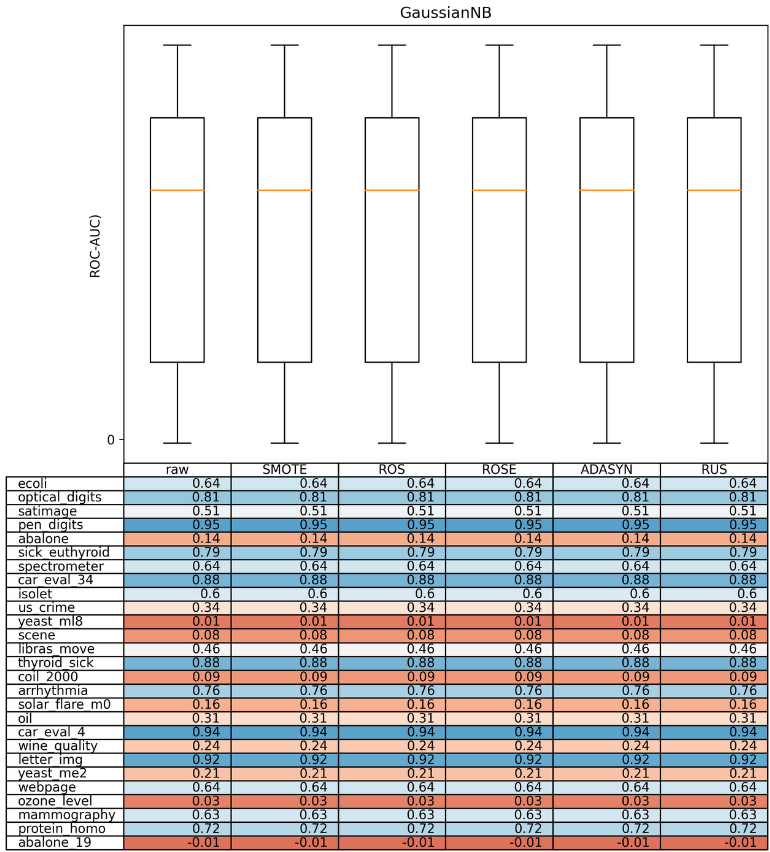 GaussianNB
ROC-AUC)
0
raw SMOTE ROS ROSE ADASYN RUS
ecoli 0.64 0.64 0.64 0.64 0.64 0.64
optical_digits 0.81 0.81 0.81 0.81 0.81 0.81
satimage 0.51 0.51 0.51 0.51 0.51 0.51
pen_digits 0.95 0.95 0.95 0.95 0.95 0.95
abalone 0.14 0.14 0.14 0.14 0.14 0.14
sick_euthyroid 0.79 0.79 0.79 0.79 0.79 0.79
spectrometer 0.64 0.64 0.64 0.64 0.64 0.64
car_eval_34 0.88 0.88 0.88 0.88 0.88 0.88
isolet 0.6 0.6 0.6 0.6 0.6 0.6
us_crime 0.34 0.34 0.34 0.34 0.34 0.34
yeast_ml8 0.01 0.01 0.01 0.01 0.01 0.01
scene 0.08 0.08 0.08 0.08 0.08 0.08
libras_move 0.46 0.46 0.46 0.46 0.46 0.46
thyroid_sick 0.88 0.88 0.88 0.88 0.88 0.88
coil_2000 0.09 0.09 0.09 0.09 0.09 0.09
arrhythmia 0.76 0.76 0.76 0.76 0.76 0.76
solar_flare_m0 0.16 0.16 0.16 0.16 0.16 0.16
oil 0.31 0.31 0.31 0.31 0.31 0.31
car_eval_4 0.94 0.94 0.94 0.94 0.94 0.94
wine_quality 0.24 0.24 0.24 0.24 0.24 0.24
letter_img 0.92 0.92 0.92 0.92 0.92 0.92
yeast_me2 0.21 0.21 0.21 0.21 0.21 0.21
webpage 0.64 0.64 0.64 0.64 0.64 0.64
ozone_level 0.03 0.03 0.03 0.03 0.03 0.03
mammography 0.63 0.63 0.63 0.63 0.63 0.63
protein_homo 0.72 0.72 0.72 0.72 0.72 0.72
abalone_19 -0.01 -0.01 -0.01 -0.01 -0.01 -0.01